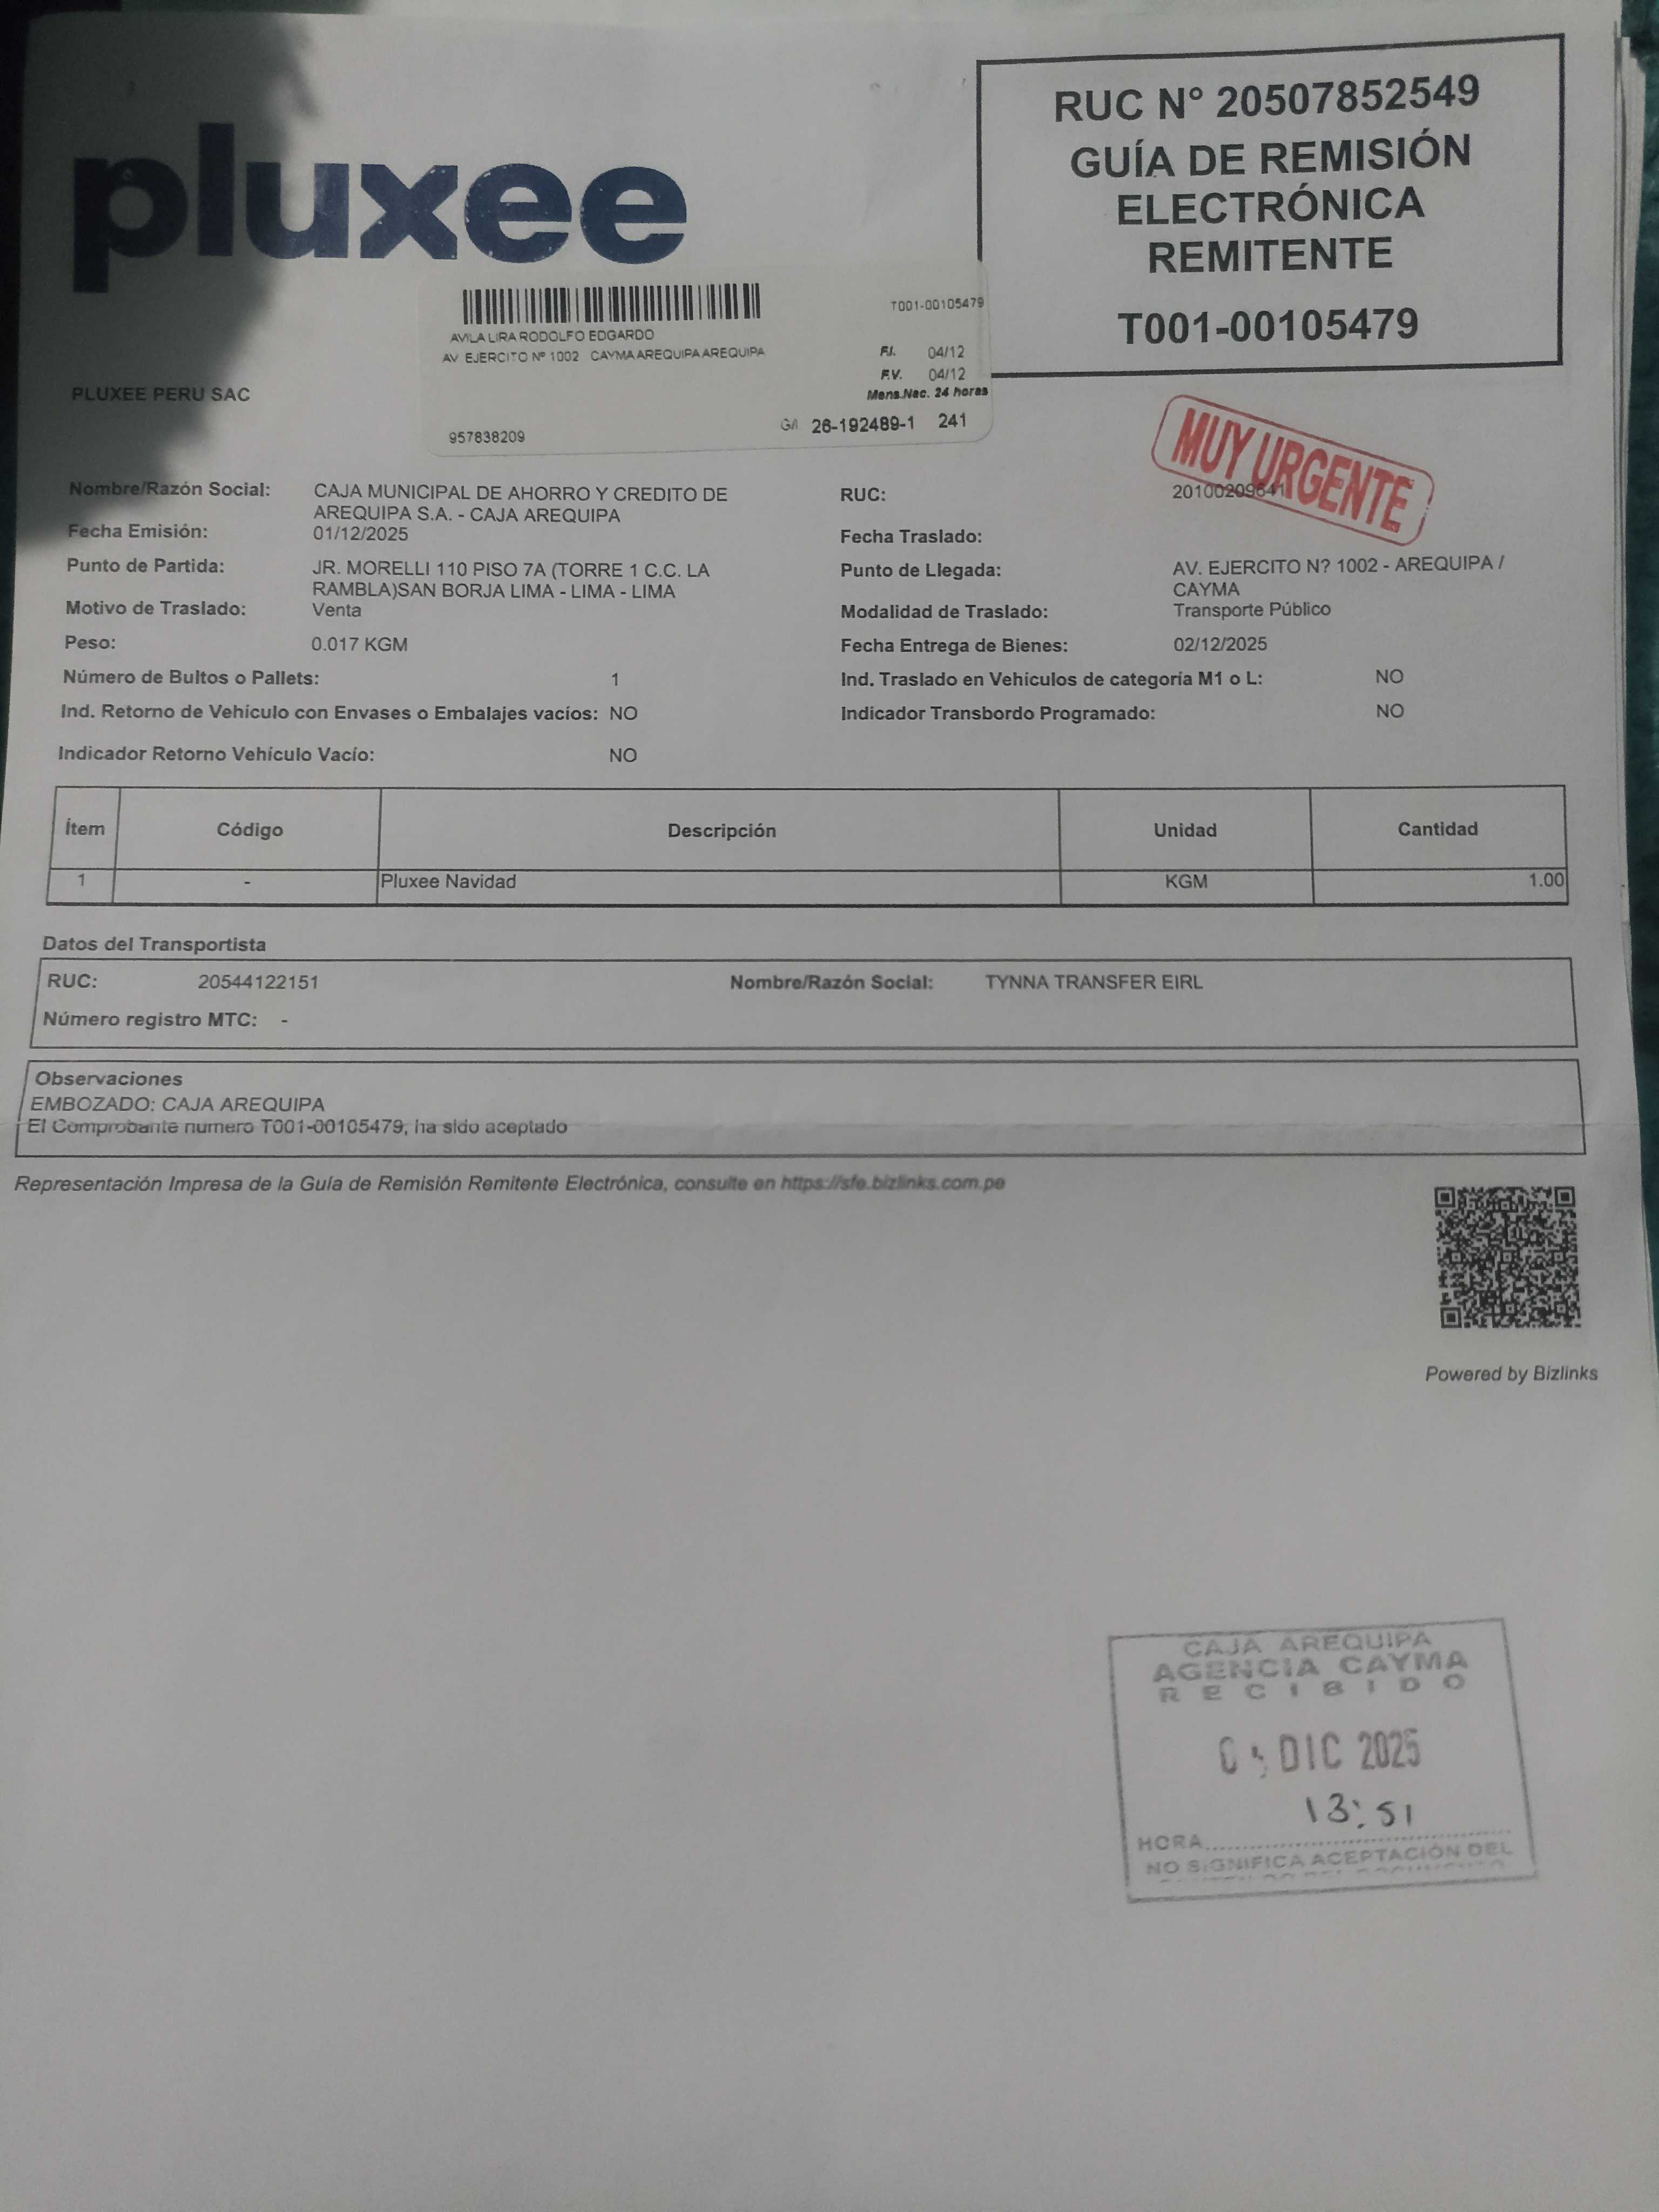 pluxee
RUC N° 20507852549
GUÍA DE REMISIÓN
ELECTRÓNICA
REMITENTE
T001-00105479
T001-00105479
AVILA LIRA RODOLFO EDGARDO
AV EJERCITO Nº 1002 CAYMA AREQUIPA AREQUIPA
F.I. 04/12
F.V. 04/12
Mens.Nac. 24 horas
G/I 26-192489-1 241
957838209
PLUXEE PERU SAC
MUY URGENTE
Nombre/Razón Social: CAJA MUNICIPAL DE AHORRO Y CREDITO DE
AREQUIPA S.A. - CAJA AREQUIPA
RUC: 20100209641
Fecha Emisión: 01/12/2025
Fecha Traslado:
Punto de Partida: JR. MORELLI 110 PISO 7A (TORRE 1 C.C. LA
RAMBLA)SAN BORJA LIMA - LIMA - LIMA
Punto de Llegada: AV. EJERCITO N? 1002 - AREQUIPA /
CAYMA
Motivo de Traslado: Venta
Modalidad de Traslado: Transporte Público
Peso: 0.017 KGM
Fecha Entrega de Bienes: 02/12/2025
Número de Bultos o Pallets: 1
Ind. Traslado en Vehículos de categoría M1 o L: NO
Ind. Retorno de Vehículo con Envases o Embalajes vacíos: NO
Indicador Transbordo Programado: NO
Indicador Retorno Vehículo Vacío: NO
Ítem Código Descripción Unidad Cantidad
1 - Pluxee Navidad KGM 1.00
Datos del Transportista
RUC: 20544122151 Nombre/Razón Social: TYNNA TRANSFER EIRL
Número registro MTC: -
Observaciones
EMBOZADO: CAJA AREQUIPA
El Comprobante numero T001-00105479, ha sido aceptado
Representación Impresa de la Guía de Remisión Remitente Electrónica, consulte en https://sfe.bizlinks.com.pe
Powered by Bizlinks
CAJA AREQUIPA
AGENCIA CAYMA
RECIBIDO
DIC 2025
13:51
HORA
NO SIGNIFICA ACEPTACIÓN DEL